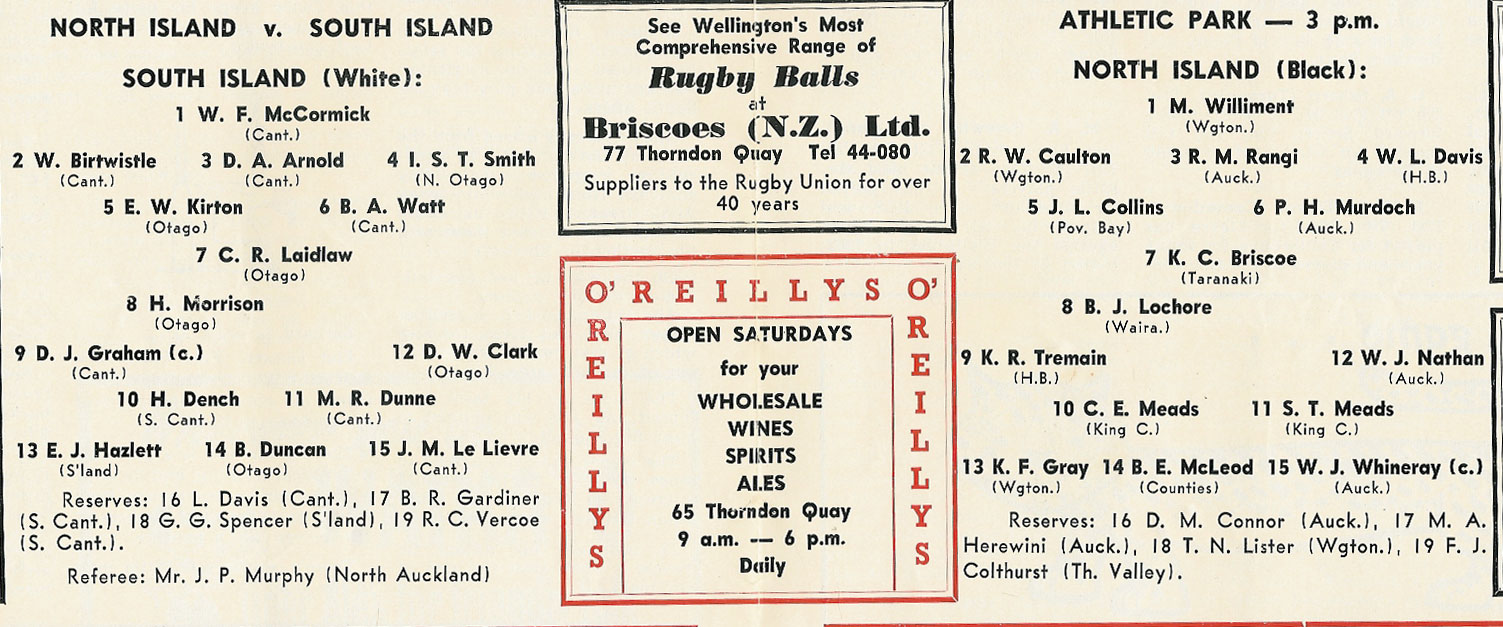 NORTH ISLAND v. SOUTH ISLAND
SOUTH ISLAND (White):
1 W. F. McCormick
(Cant.)
2 W. Birtwistle 3 D. A. Arnold 4 I. S. T. Smith
(Cant.) (Cant.) (N. Otago)
5 E. W. Kirton 6 B. A. Watt
(Otago) (Cant.)
7 C. R. Laidlaw
(Otago)
8 H. Morrison
(Otago)
9 D. J. Graham (c.) 12 D. W. Clark
(Cant.) (Otago)
10 H. Dench 11 M. R. Dunne
(S. Cant.) (Cant.)
13 E. J. Hazlett 14 B. Duncan 15 J. M. Le Lievre
(S'land) (Otago) (Cant.)
Reserves: 16 L. Davis (Cant.), 17 B. R. Gardiner
(S. Cant.), 18 G. G. Spencer (S'land), 19 R. C. Vercoe
(S. Cant.).
Referee: Mr. J. P. Murphy (North Auckland)
See Wellington's Most
Comprehensive Range of
Rugby Balls
at
Briscoes (N.Z.) Ltd.
77 Thorndon Quay Tel 44-080
Suppliers to the Rugby Union for over
40 years
O'REILLYS O'
REILLYS
REILLYS
OPEN SATURDAYS
for your
WHOLESALE
WINES
SPIRITS
ALES
65 Thorndon Quay
9 a.m. -- 6 p.m.
Daily
ATHLETIC PARK — 3 p.m.
NORTH ISLAND (Black):
1 M. Williment
(Wgton.)
2 R. W. Caulton 3 R. M. Rangi 4 W. L. Davis
(Wgton.) (Auck.) (H.B.)
5 J. L. Collins 6 P. H. Murdoch
(Pov. Bay) (Auck.)
7 K. C. Briscoe
(Taranaki)
8 B. J. Lochore
(Waira.)
9 K. R. Tremain 12 W. J. Nathan
(H.B.) (Auck.)
10 C. E. Meads 11 S. T. Meads
(King C.) (King C.)
13 K. F. Gray 14 B. E. McLeod 15 W. J. Whineray (c.)
(Wgton.) (Counties) (Auck.)
Reserves: 16 D. M. Connor (Auck.), 17 M. A.
Herewini (Auck.), 18 T. N. Lister (Wgton.), 19 F. J.
Colthurst (Th. Valley).